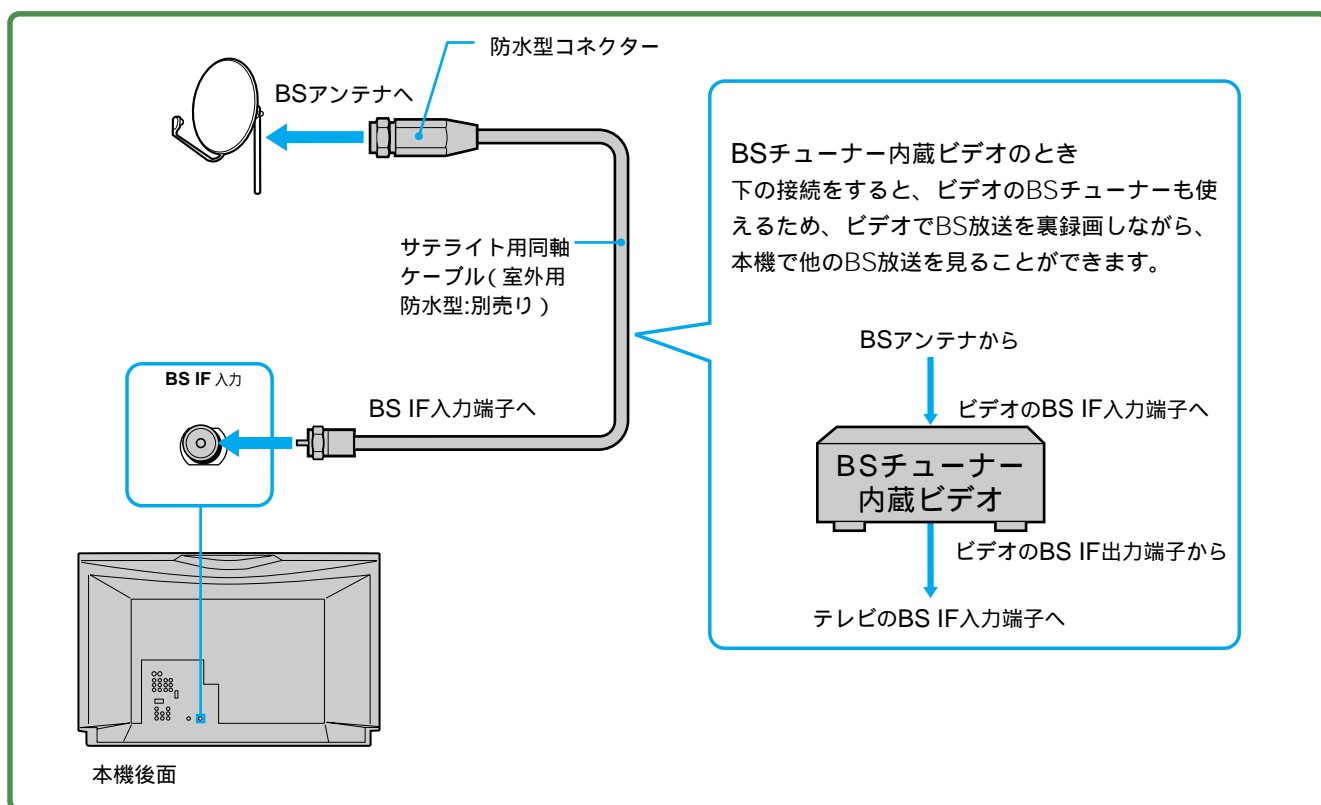 防水型コネクター
BSアンテナへ
サテライト用同軸
ケーブル(室外用
防水型:別売り)
BS IF 入力
BS IF入力端子へ
本機後面
BSチューナー内蔵ビデオのとき
下の接続をすると、ビデオのBSチューナーも使
えるため、ビデオでBS放送を裏録画しながら、
本機で他のBS放送を見ることができます。
BSアンテナから
ビデオのBS IF入力端子へ
BSチューナー
内蔵ビデオ
ビデオのBS IF出力端子から
テレビのBS IF入力端子へ